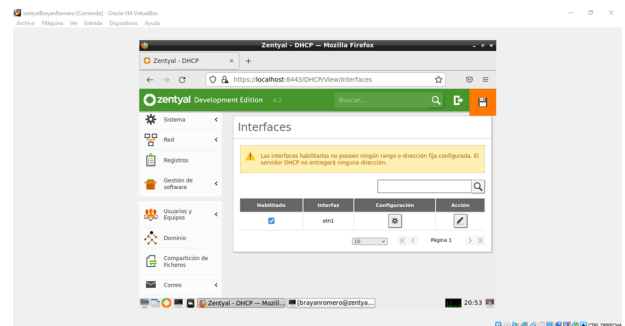 zentyalBrayanRomero [Corriendo] - Oracle VM VirtualBox
Archivo Máquina Ver Entrada Dispositivos Ayuda
Zentyal - DHCP — Mozilla Firefox
Zentyal - DHCP
https://localhost:8443/DHCP/View/Interfaces
zentyal Development Edition 6.2
Buscar...
Sistema
Red
Registros
Gestión de software
Usuarios y Equipos
Dominio
Compartición de Ficheros
Correo
Interfaces
Las interfaces habilitadas no poseen ningún rango o dirección fija configurada. El
servidor DHCP no entregará ninguna dirección.
Habilitado Interfaz Configuración Acción
eth1
10 Página 1
Zentyal - DHCP — Mozill... [brayanromero@zentya... 20:53
CTRL DERECHA